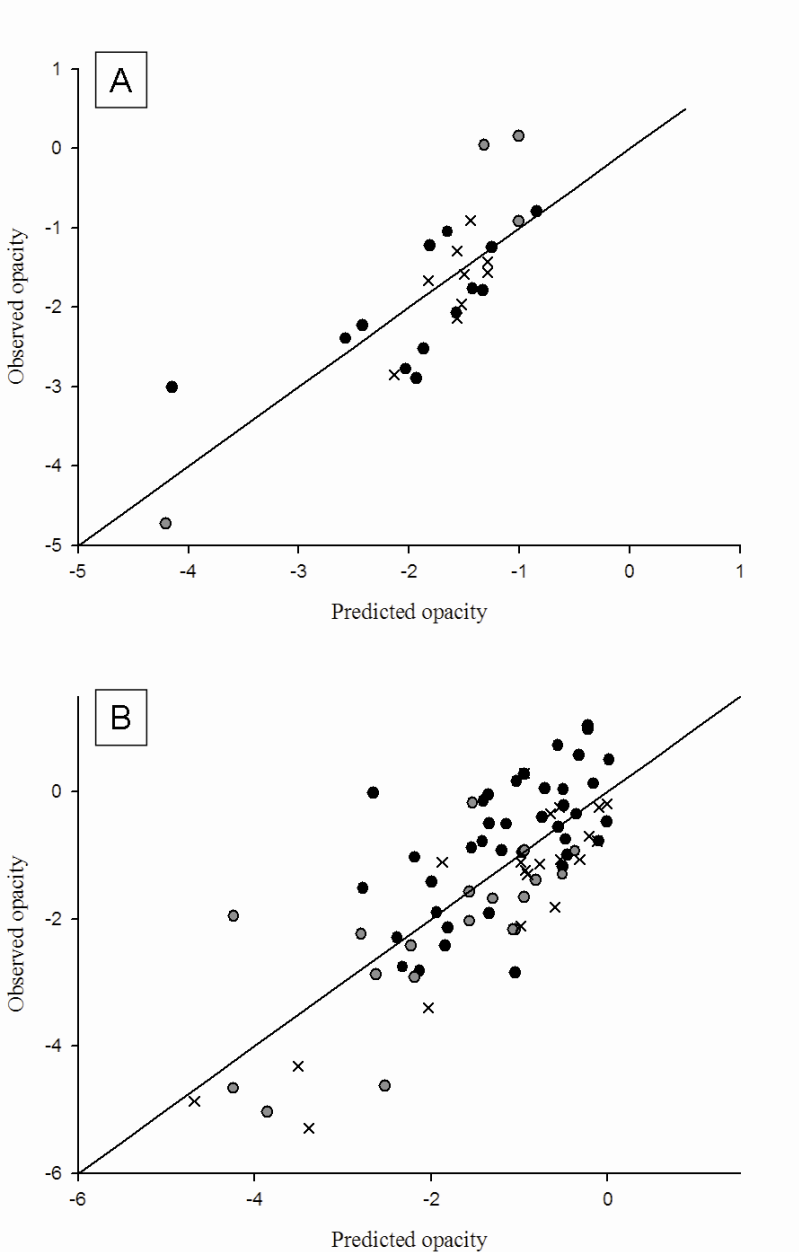 A
1
0
-1
-2
-3
-4
-5
Observed opacity
-5 -4 -3 -2 -1 0 1
Predicted opacity
B
0
-2
-4
-6
Observed opacity
-6 -4 -2 0
Predicted opacity